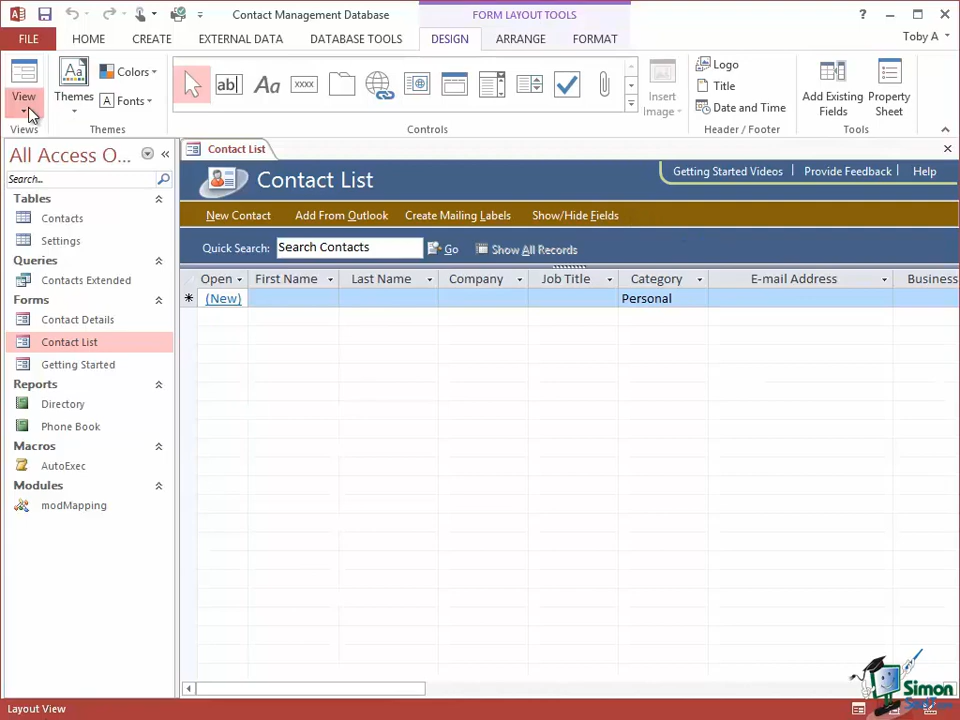 Contact Management Database
FORM LAYOUT TOOLS
?
FILE
HOME
CREATE
EXTERNAL DATA
DATABASE TOOLS
DESIGN
ARRANGE
FORMAT
Toby A
View
Views
Themes
Colors
Fonts
Themes
ab
Aa
xxxx
Controls
Insert
Image
Logo
Title
Date and Time
Header / Footer
Add Existing
Fields
Property
Sheet
Tools
All Access O...
Search...
Tables
Contacts
Settings
Queries
Contacts Extended
Forms
Contact Details
Contact List
Getting Started
Reports
Directory
Phone Book
Macros
AutoExec
Modules
modMapping
Contact List
Contact List
Getting Started Videos
Provide Feedback
Help
New Contact
Add From Outlook
Create Mailing Labels
Show/Hide Fields
Quick Search:
Search Contacts
Go
Show All Records
Open
First Name
Last Name
Company
Job Title
Category
E-mail Address
Business
(New)
Personal
Layout View
Simon